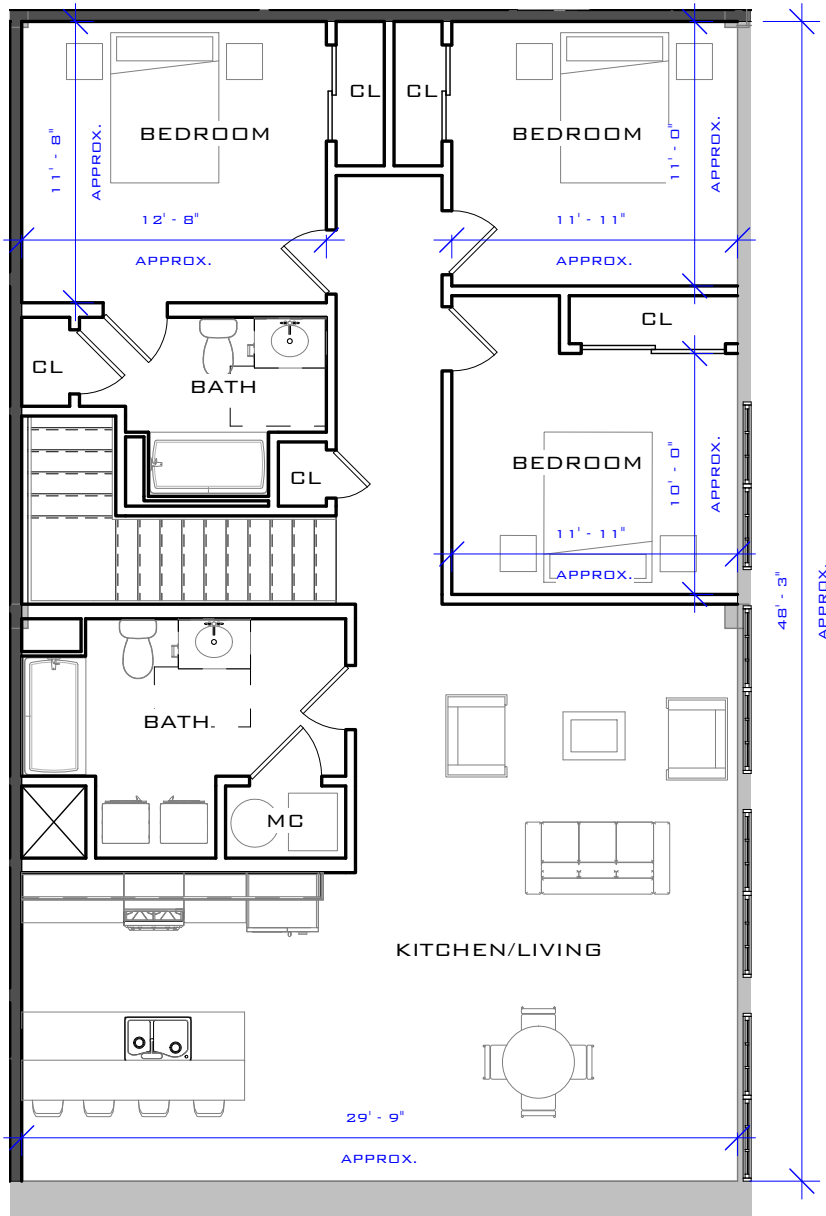 CL
CL
BEDROOM
BEDROOM
11' - 8"
APPROX.
11' - 0"
APPROX.
12' - 8"
APPROX.
11' - 11"
APPROX.
CL
CL
BATH
BEDROOM
CL
10' - 0"
APPROX.
11' - 11"
APPROX.
48' - 3"
APPROX.
BATH
MC
KITCHEN/LIVING
29' - 9"
APPROX.